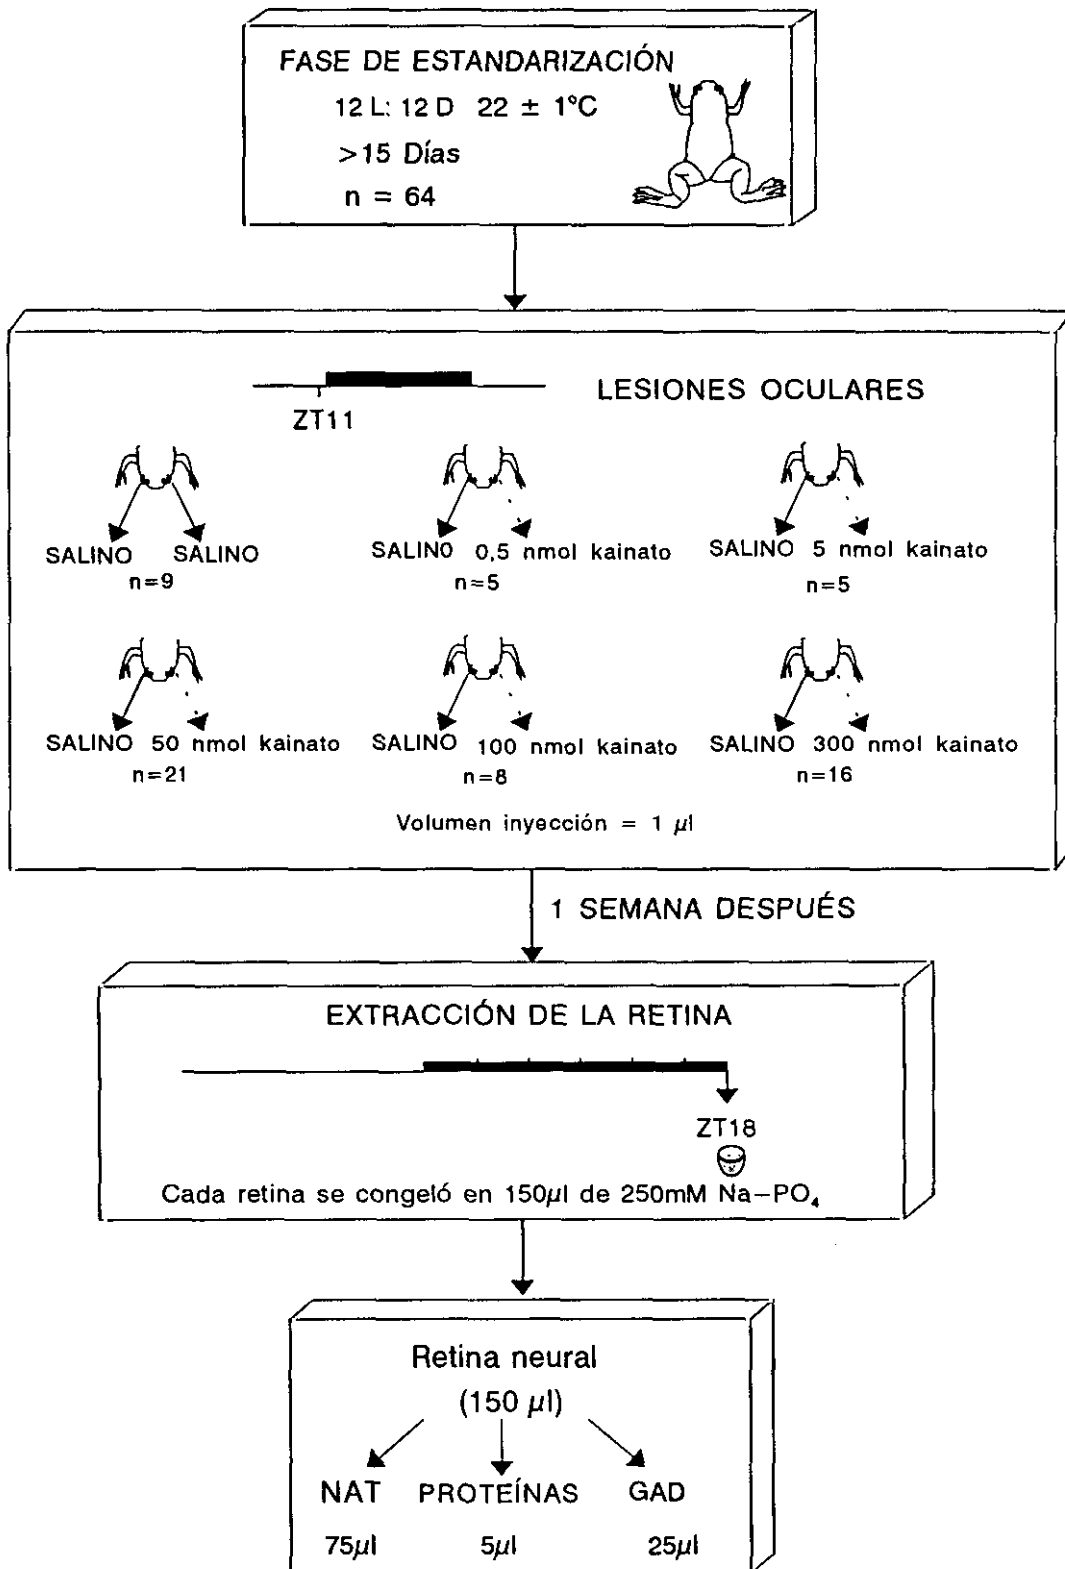 FASE DE ESTANDARIZACIÓN
12 L: 12 D 22 ± 1ºC
>15 Días
n = 64
LESIONES OCULARES
ZT11
SALINO SALINO
n=9
SALINO 0,5 nmol kainato
n=5
SALINO 5 nmol kainato
n=5
SALINO 50 nmol kainato
n=21
SALINO 100 nmol kainato
n=8
SALINO 300 nmol kainato
n=16
Volumen inyección = 1 µl
1 SEMANA DESPUÉS
EXTRACCIÓN DE LA RETINA
ZT18
Cada retina se congeló en 150µl de 250mM Na-PO₄
Retina neural
(150 µl)
NAT PROTEÍNAS GAD
75µl 5µl 25µl